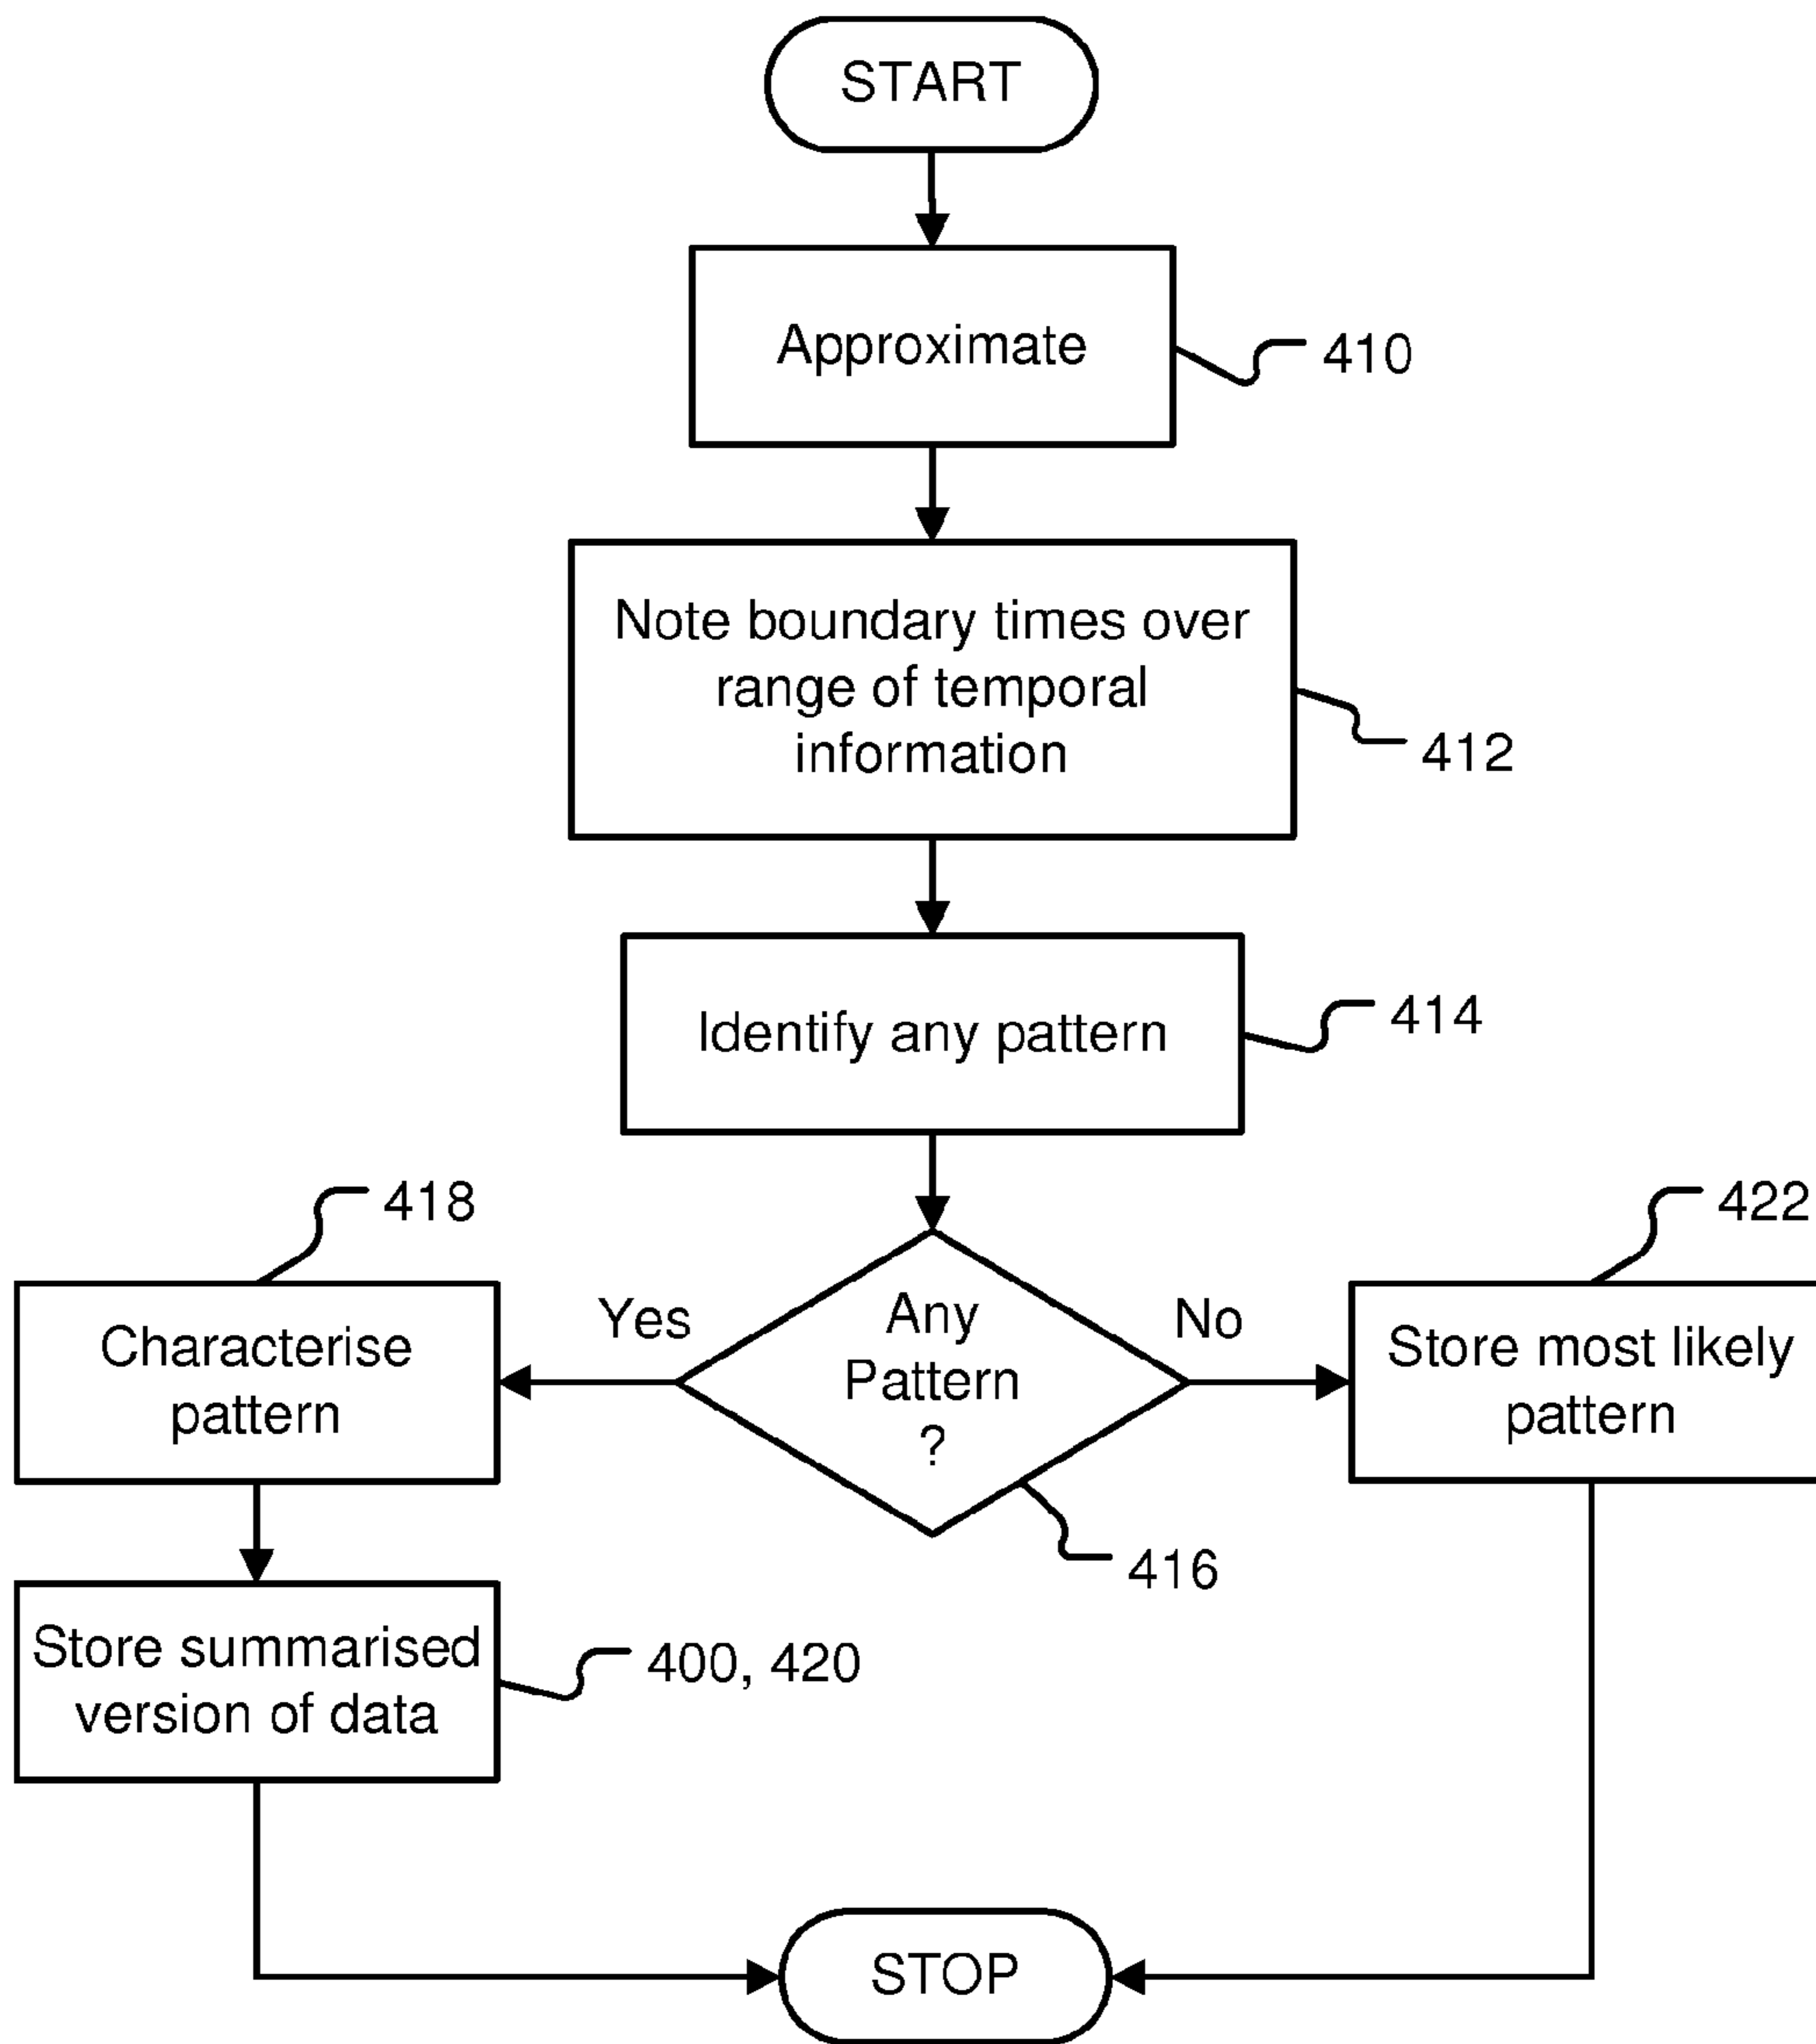 START
Approximate
410
Note boundary times over
range of temporal
information
412
Identify any pattern
414
418
422
Characterise
pattern
Yes
Any
Pattern
?
No
Store most likely
pattern
416
Store summarised
version of data
400, 420
STOP